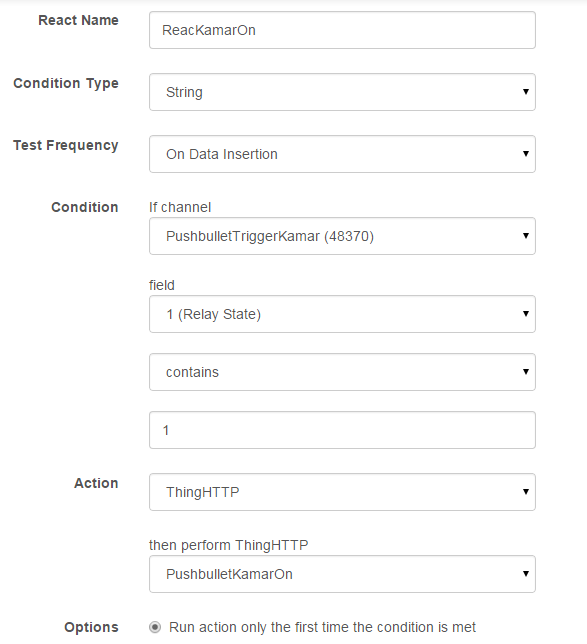 React Name
ReacKamarOn
Condition Type
String
Test Frequency
On Data Insertion
Condition
If channel
PushbulletTriggerKamar (48370)
field
1 (Relay State)
contains
1
Action
ThingHTTP
then perform ThingHTTP
PushbulletKamarOn
Options
Run action only the first time the condition is met